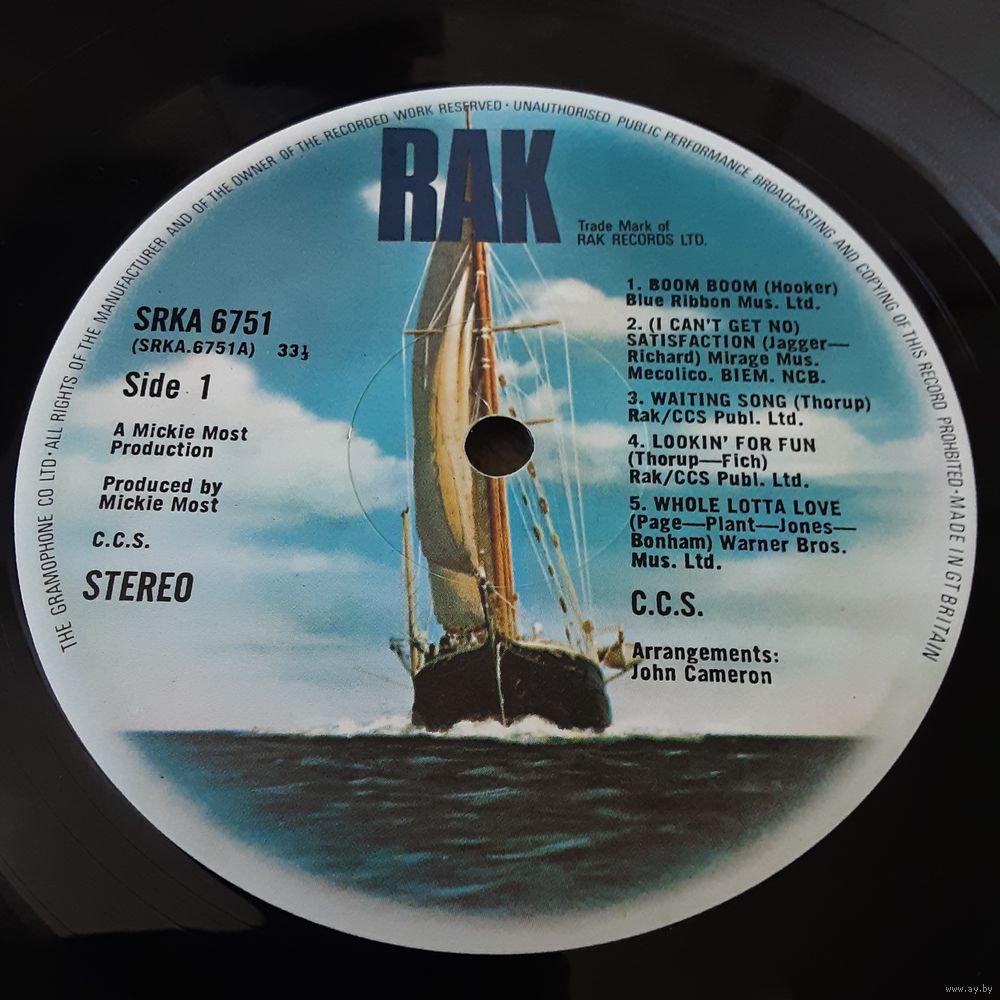 THE GRAMOPHONE CO LTD · ALL RIGHTS OF THE MANUFACTURER AND OF THE OWNER OF THE RECORDED WORK RESERVED · UNAUTHORISED PUBLIC PERFORMANCE BROADCASTING AND COPYING OF THIS RECORD PROHIBITED · MADE IN GT BRITAIN
RAK
Trade Mark of
RAK RECORDS LTD.
SRKA 6751
(SRKA.6751A) 33⅓
Side 1
A Mickie Most
Production
Produced by
Mickie Most
C.C.S.
STEREO
1. BOOM BOOM (Hooker)
Blue Ribbon Mus. Ltd.
2. (I CAN'T GET NO)
SATISFACTION (Jagger—
Richard) Mirage Mus.
Mecolico. BIEM. NCB.
3. WAITING SONG (Thorup)
Rak/CCS Publ. Ltd.
4. LOOKIN' FOR FUN
(Thorup—Fich)
Rak/CCS Publ. Ltd.
5. WHOLE LOTTA LOVE
(Page—Plant—Jones—
Bonham) Warner Bros.
Mus. Ltd.
C.C.S.
Arrangements:
John Cameron
www.ay.by